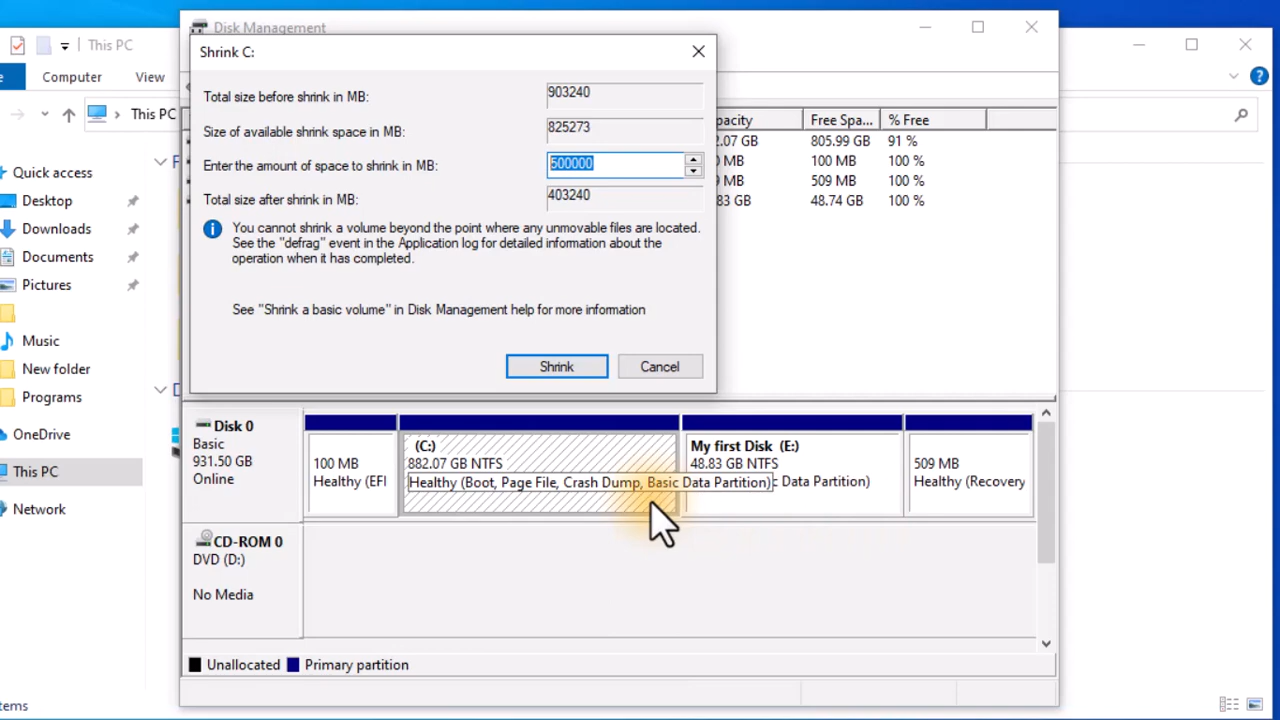 Disk Management
This PC
Shrink C:
Computer
View
Total size before shrink in MB:
903240
This PC
Size of available shrink space in MB:
825273
Free Spa...
% Free
805.99 GB
91 %
Enter the amount of space to shrink in MB:
500000
100 MB
100 %
Quick access
509 MB
100 %
Desktop
Total size after shrink in MB:
403240
48.74 GB
100 %
Downloads
You cannot shrink a volume beyond the point where any unmovable files are located.
See the "defrag" event in the Application log for detailed information about the
operation when it has completed.
Documents
Pictures
See "Shrink a basic volume" in Disk Management help for more information
Music
New folder
Shrink
Cancel
Programs
OneDrive
This PC
Network
Disk 0
Basic
931.50 GB
Online
100 MB
Healthy (EFI
(C:)
882.07 GB NTFS
Healthy (Boot, Page File, Crash Dump, Basic Data Partition)
My first Disk (E:)
48.83 GB NTFS
Data Partition)
509 MB
Healthy (Recovery
CD-ROM 0
DVD (D:)
No Media
Unallocated
Primary partition